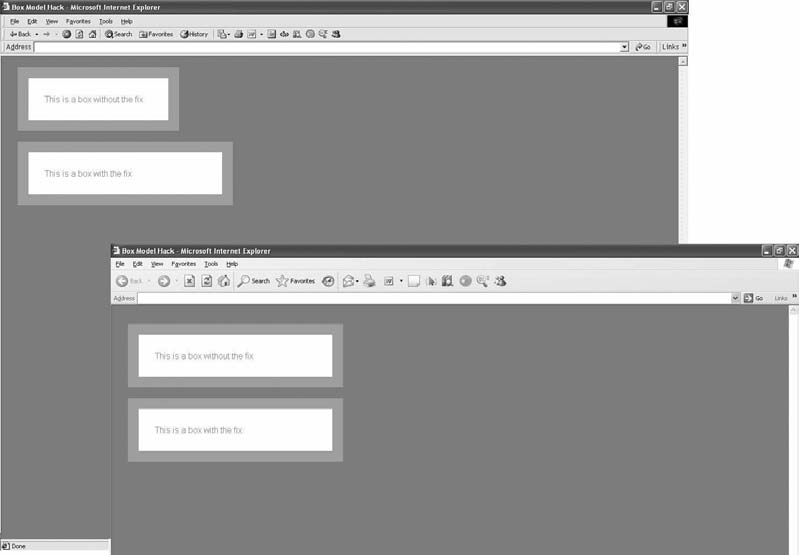 Box Model Hack - Microsoft Internet Explorer
File Edit View Favorites Tools Help
Back Search Favorites History
Address Go Links »
This is a box without the fix
This is a box with the fix
Box Model Hack - Microsoft Internet Explorer
File Edit View Favorites Tools Help
Back Search Favorites
Address Go Links »
This is a box without the fix
This is a box with the fix
Done